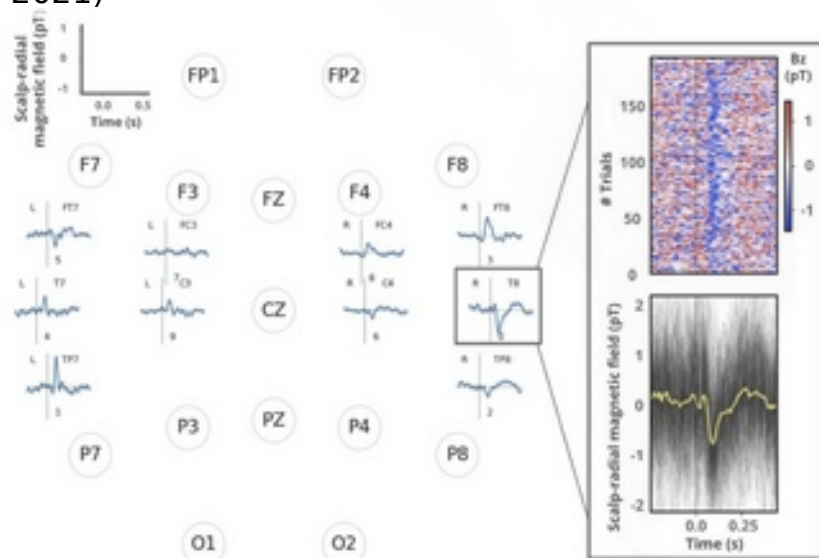 2021)
Scalp-radial
magnetic field (pT)
1
0
-1
0.0 0.5
Time (s)
FP1 FP2
F7 F8
F3 FZ F4
L FT7
5
L FC3
7
R FC4
8
R FT8
3
L T7
4
L C3
9
CZ
R C4
6
R T8
L TP7
1
R TP8
2
P7 P3 PZ P4 P8
O1 O2
Bz
(pT)
1
0
-1
# Trials
150
100
50
0
Scalp-radial magnetic field (pT)
2
1
0
-1
-2
0.0 0.25
Time (s)